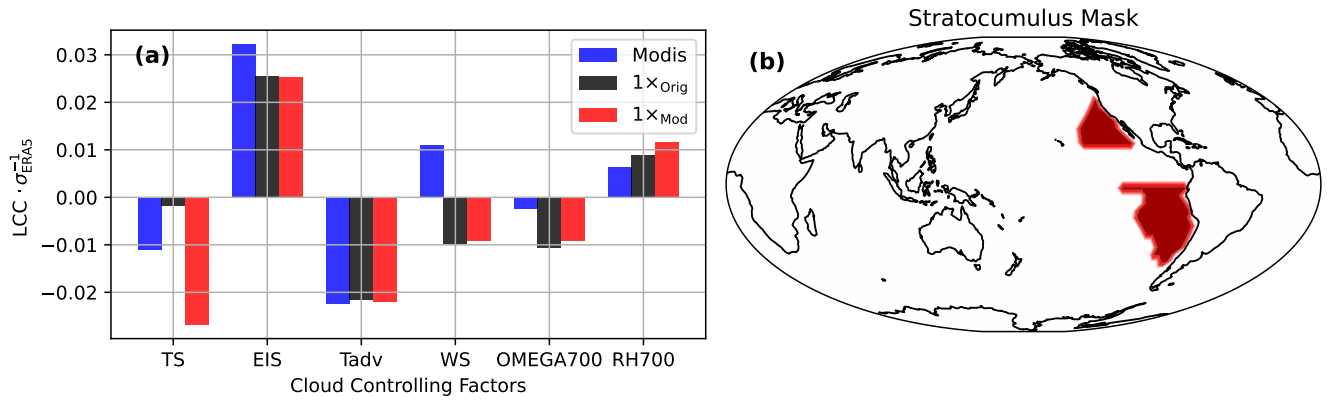 (a)
Modis
1×Orig
1×Mod
0.03
0.02
0.01
0.00
−0.01
−0.02
LCC · σ−1ERA5
TS EIS Tadv WS OMEGA700 RH700
Cloud Controlling Factors
Stratocumulus Mask
(b)